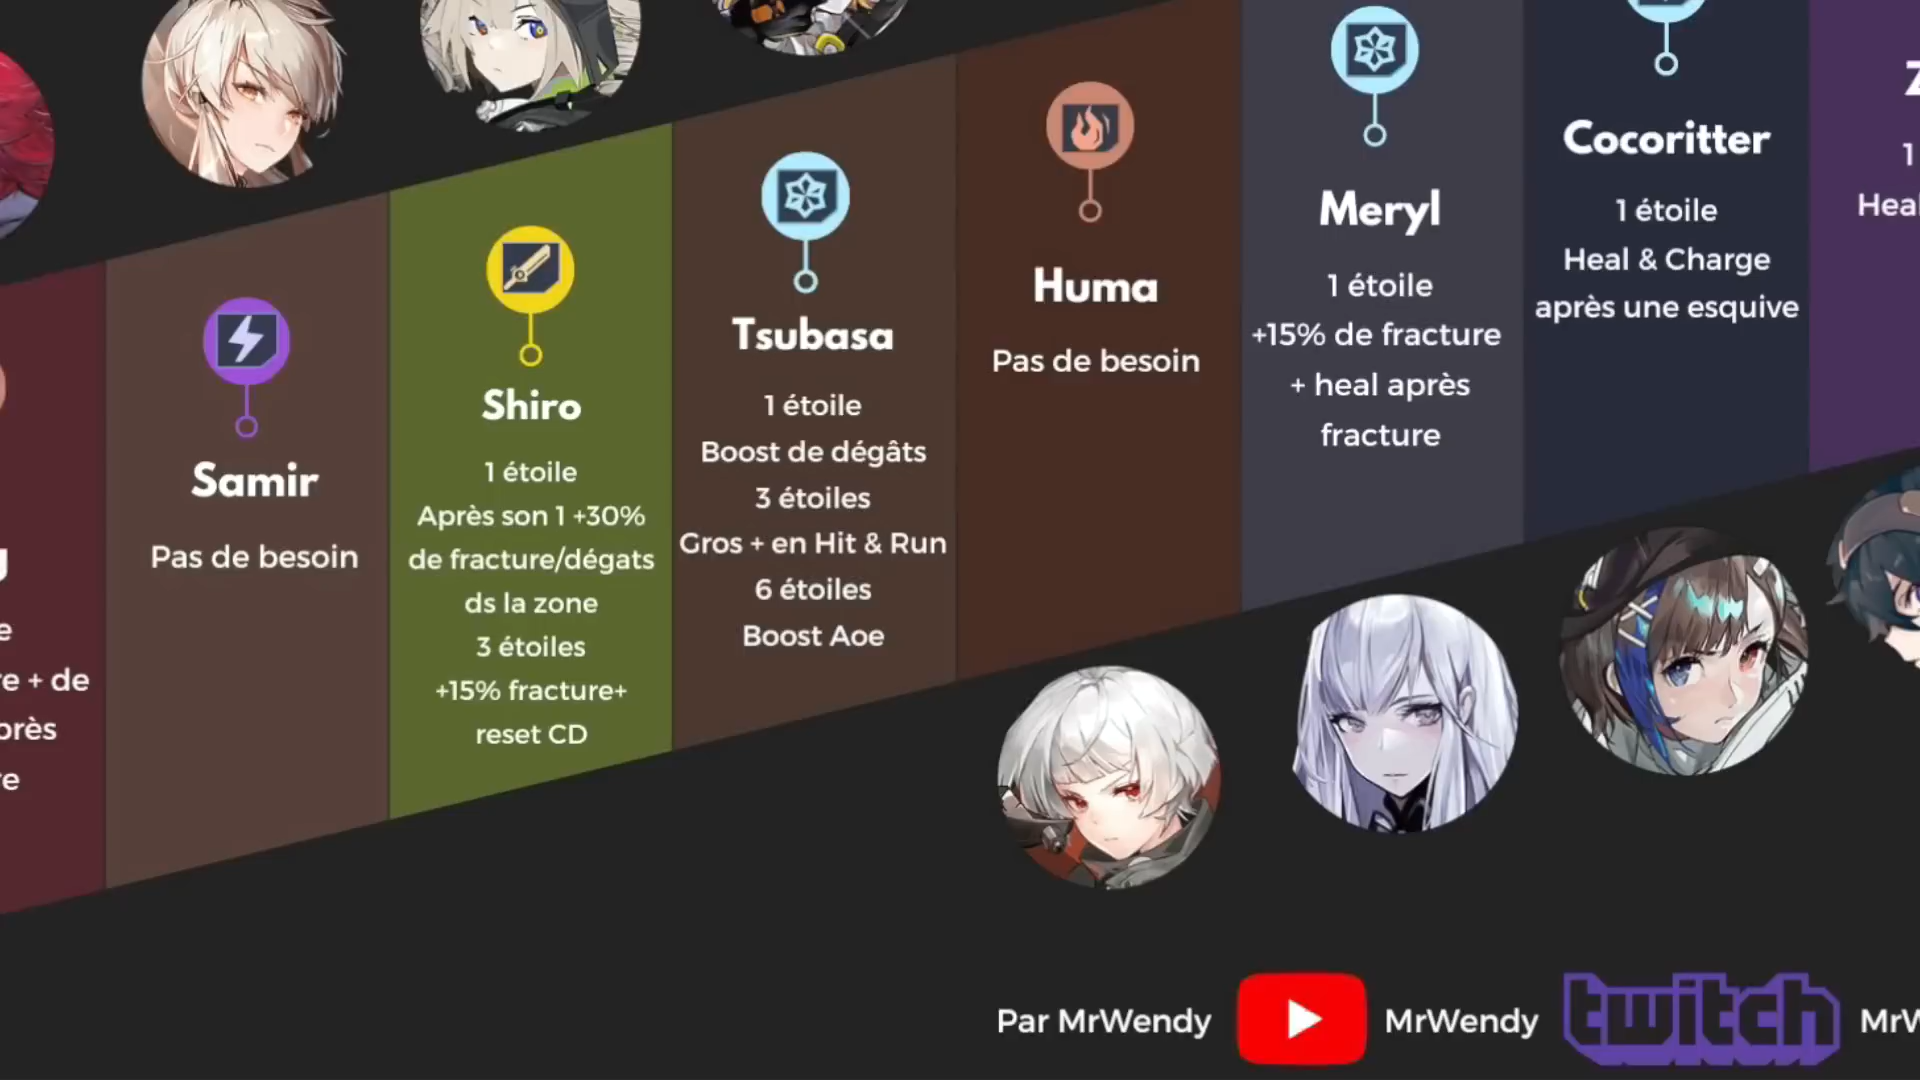 Samir
Pas de besoin
Shiro
1 étoile
Après son 1 +30%
de fracture/dégats
ds la zone
3 étoiles
+15% fracture+
reset CD
Tsubasa
1 étoile
Boost de dégâts
3 étoiles
Gros + en Hit & Run
6 étoiles
Boost Aoe
Huma
Pas de besoin
Meryl
1 étoile
+15% de fracture
+ heal après
fracture
Cocoritter
1 étoile
Heal & Charge
après une esquive
1
Heal
+ de
Par MrWendy
MrWendy
twitch